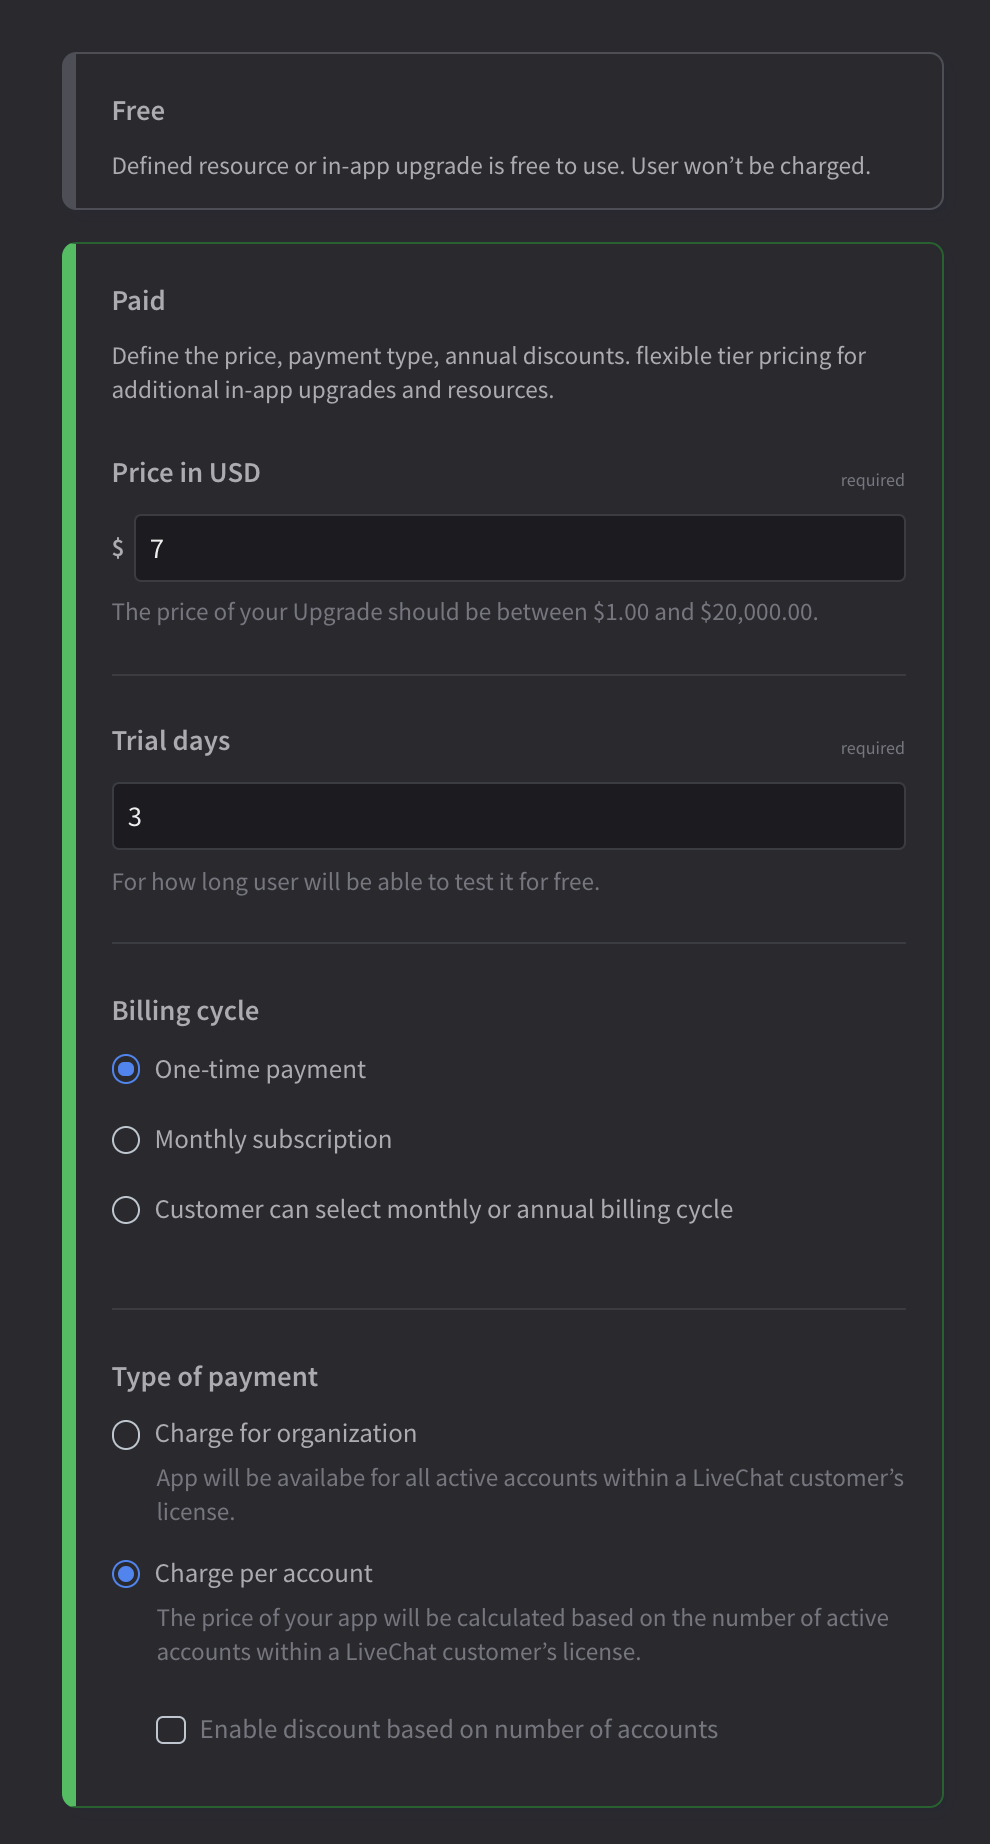 Free
Defined resource or in-app upgrade is free to use. User won’t be charged.
Paid
Define the price, payment type, annual discounts. flexible tier pricing for
additional in-app upgrades and resources.
Price in USD
required
$ 7
The price of your Upgrade should be between $1.00 and $20,000.00.
Trial days
required
3
For how long user will be able to test it for free.
Billing cycle
One-time payment
Monthly subscription
Customer can select monthly or annual billing cycle
Type of payment
Charge for organization
App will be availabe for all active accounts within a LiveChat customer’s
license.
Charge per account
The price of your app will be calculated based on the number of active
accounts within a LiveChat customer’s license.
Enable discount based on number of accounts